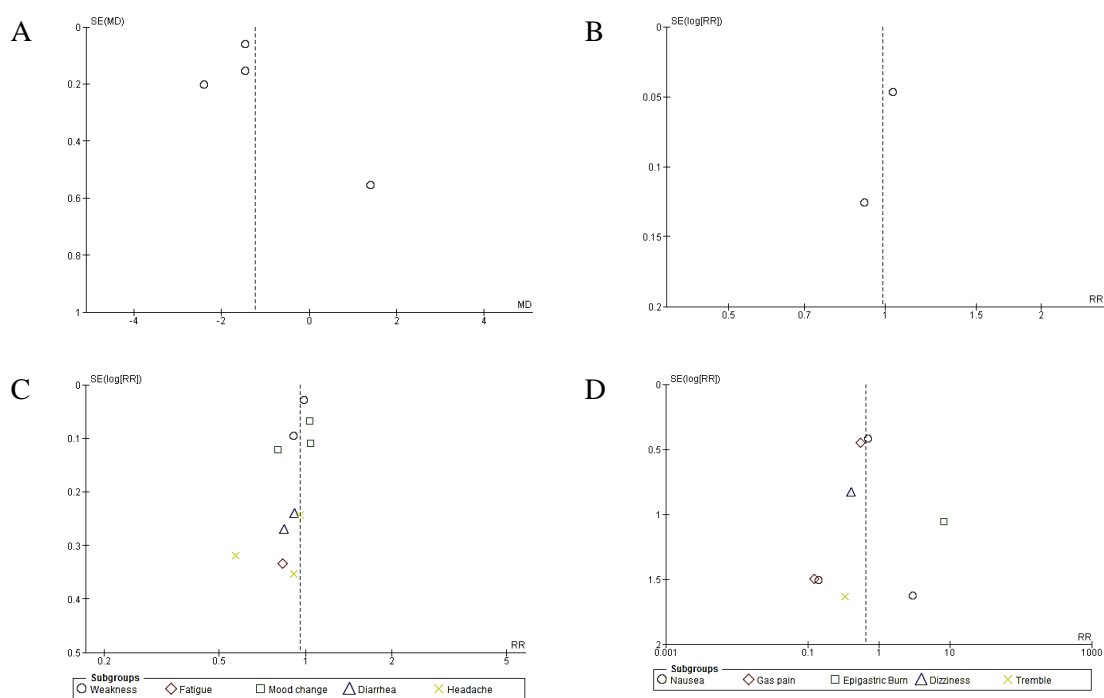 A
SE(MD)
0
0.2
0.4
0.6
0.8
1
-4
-2
0
2
4
MD
B
SE(log[RR])
0
0.05
0.1
0.15
0.2
0.5
0.7
1
1.5
2
RR
C
SE(log[RR])
0
0.1
0.2
0.3
0.4
0.5
0.2
0.5
1
2
5
RR
Subgroups
Weakness Fatigue Mood change Diarrhea Headache
D
SE(log[RR])
0
0.5
1
1.5
2
0.001
0.1
1
10
1000
RR
Subgroups
Nausea Gas pain Epigastric Burn Dizziness Tremble